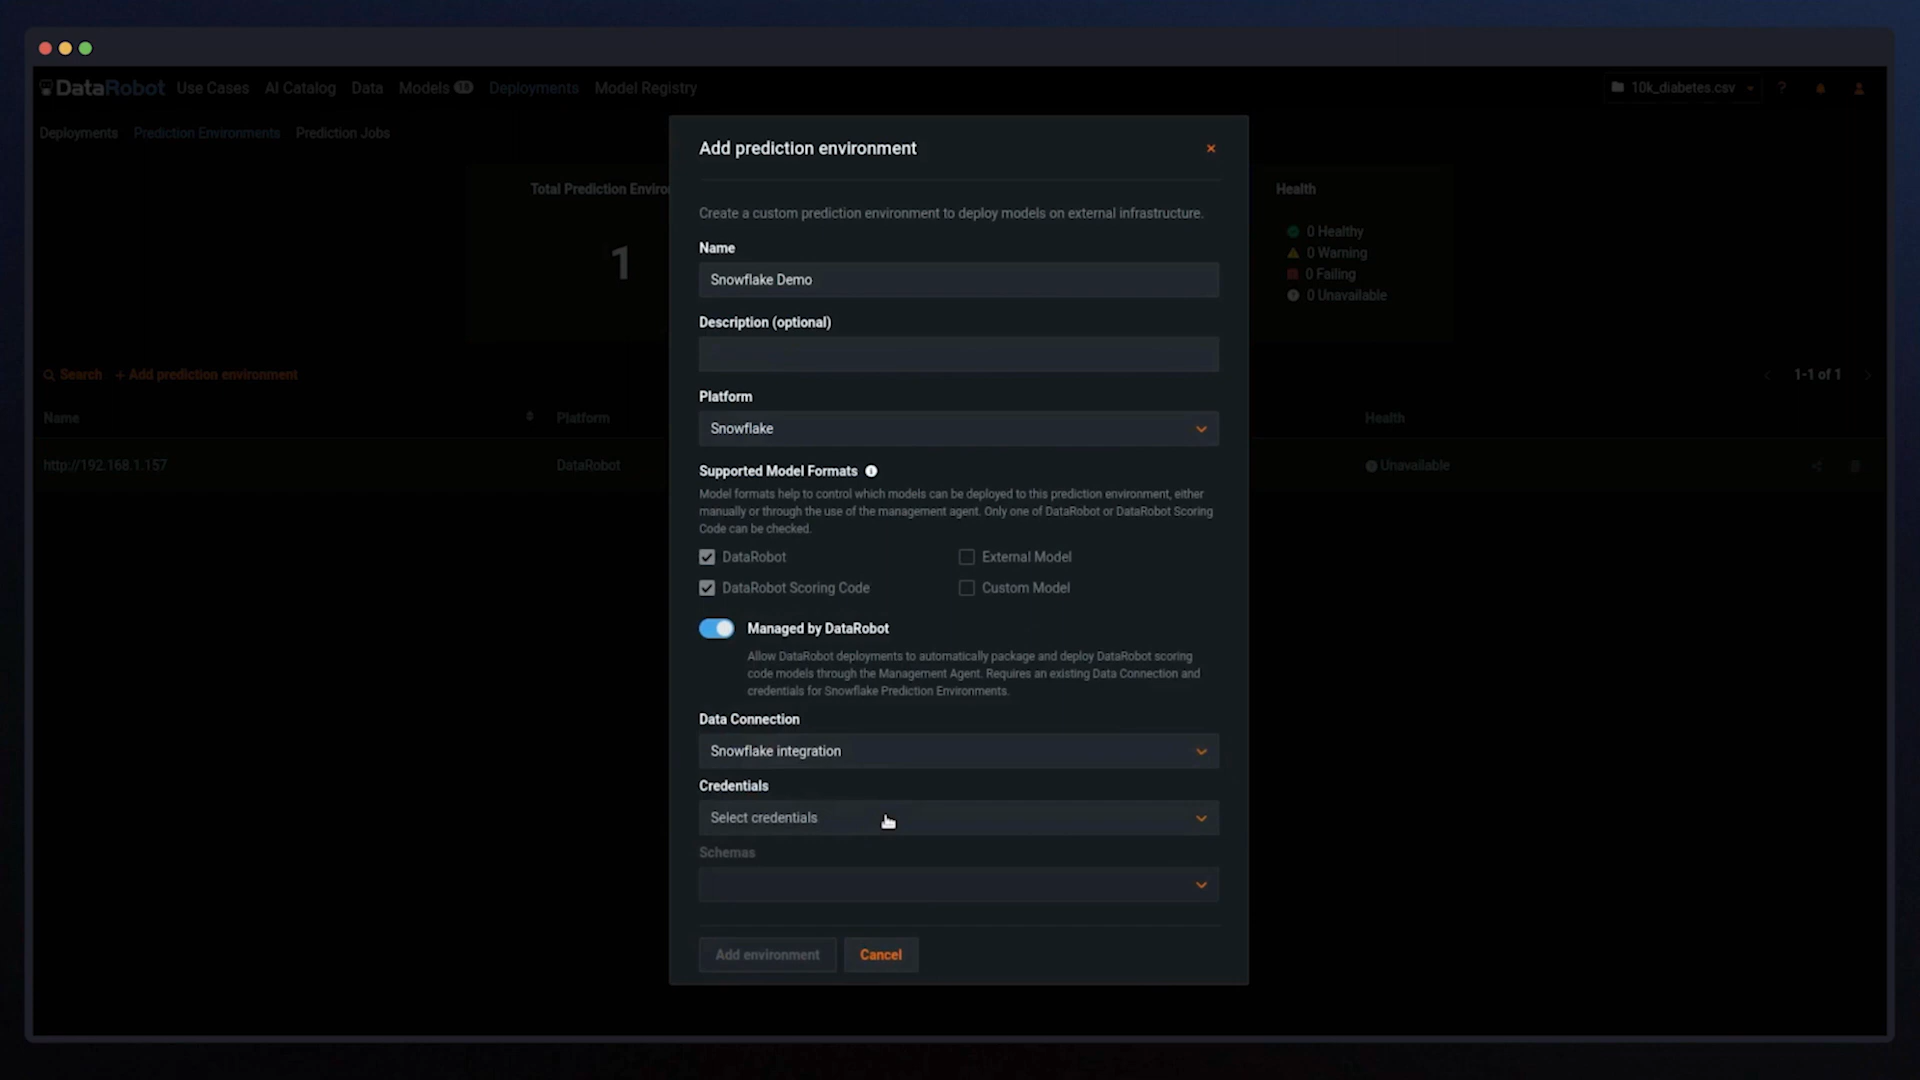 DataRobot Use Cases AI Catalog Data Models 18 Deployments Model Registry 10k_diabetes.csv ?
Deployments Prediction Environments Prediction Jobs
Total Prediction Enviro
1
Health
0 Healthy
0 Warning
0 Failing
0 Unavailable
Search + Add prediction environment 1-1 of 1
Name Platform Health
http://192.168.1.157 DataRobot Unavailable
Add prediction environment
Create a custom prediction environment to deploy models on external infrastructure.
Name
Snowflake Demo
Description (optional)
Platform
Snowflake
Supported Model Formats
Model formats help to control which models can be deployed to this prediction environment, either
manually or through the use of the management agent. Only one of DataRobot or DataRobot Scoring
Code can be checked.
DataRobot External Model
DataRobot Scoring Code Custom Model
Managed by DataRobot
Allow DataRobot deployments to automatically package and deploy DataRobot scoring
code models through the Management Agent. Requires an existing Data Connection and
credentials for Snowflake Prediction Environments.
Data Connection
Snowflake integration
Credentials
Select credentials
Schemas
Add environment Cancel